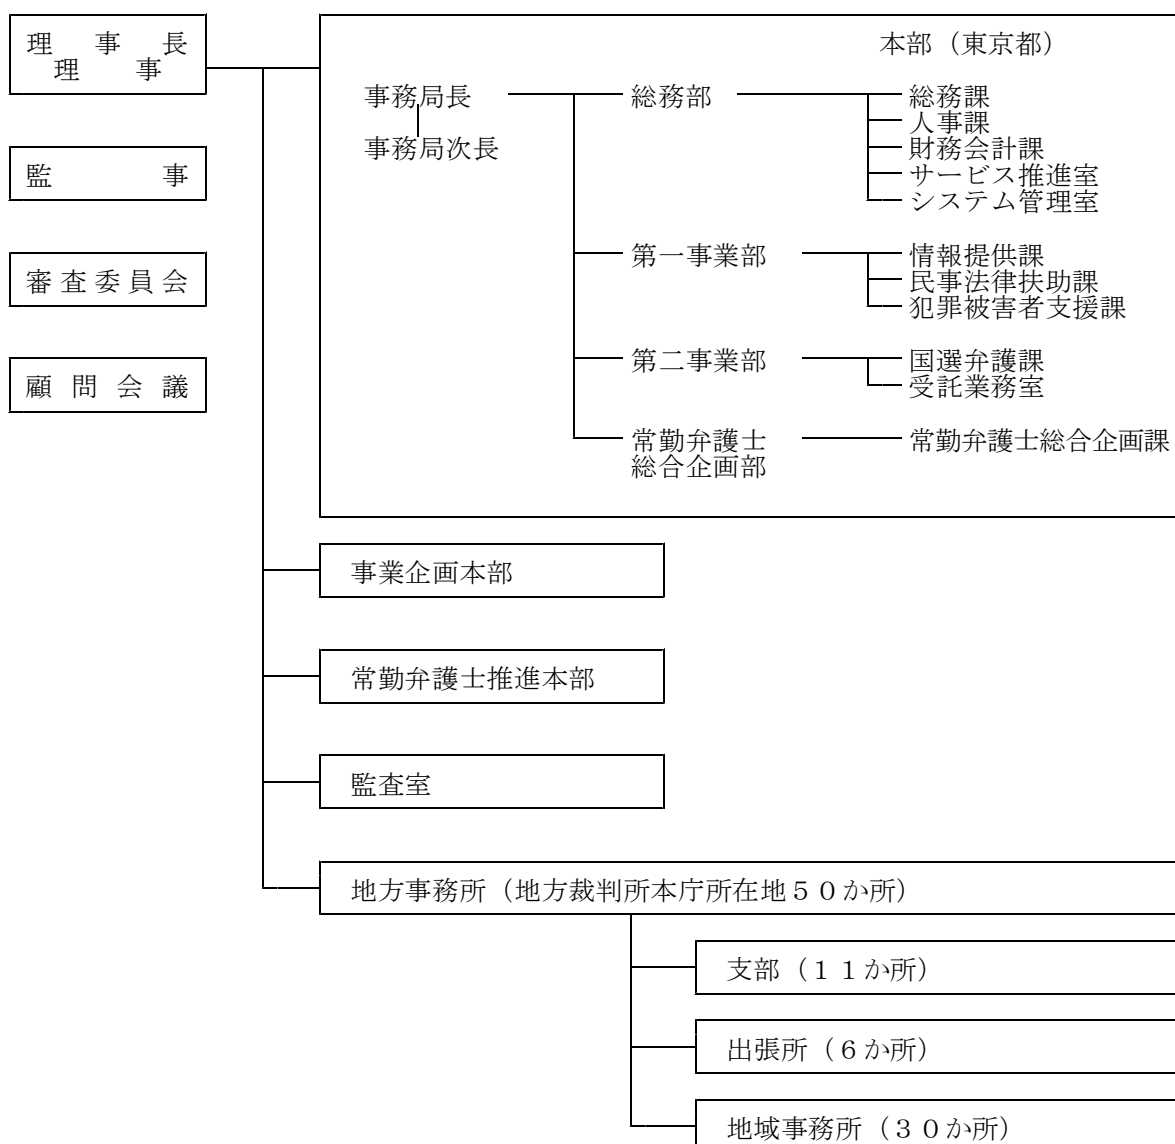 理　事　長
理　　事
監　　　　事
審査委員会
顧問会議
本部（東京都）
事務局長
事務局次長
総務部
総務課
人事課
財務会計課
サービス推進室
システム管理室
第一事業部
情報提供課
民事法律扶助課
犯罪被害者支援課
第二事業部
国選弁護課
受託業務室
常勤弁護士
総合企画部
常勤弁護士総合企画課
事業企画本部
常勤弁護士推進本部
監査室
地方事務所（地方裁判所本庁所在地５０か所）
支部（１１か所）
出張所（６か所）
地域事務所（３０か所）